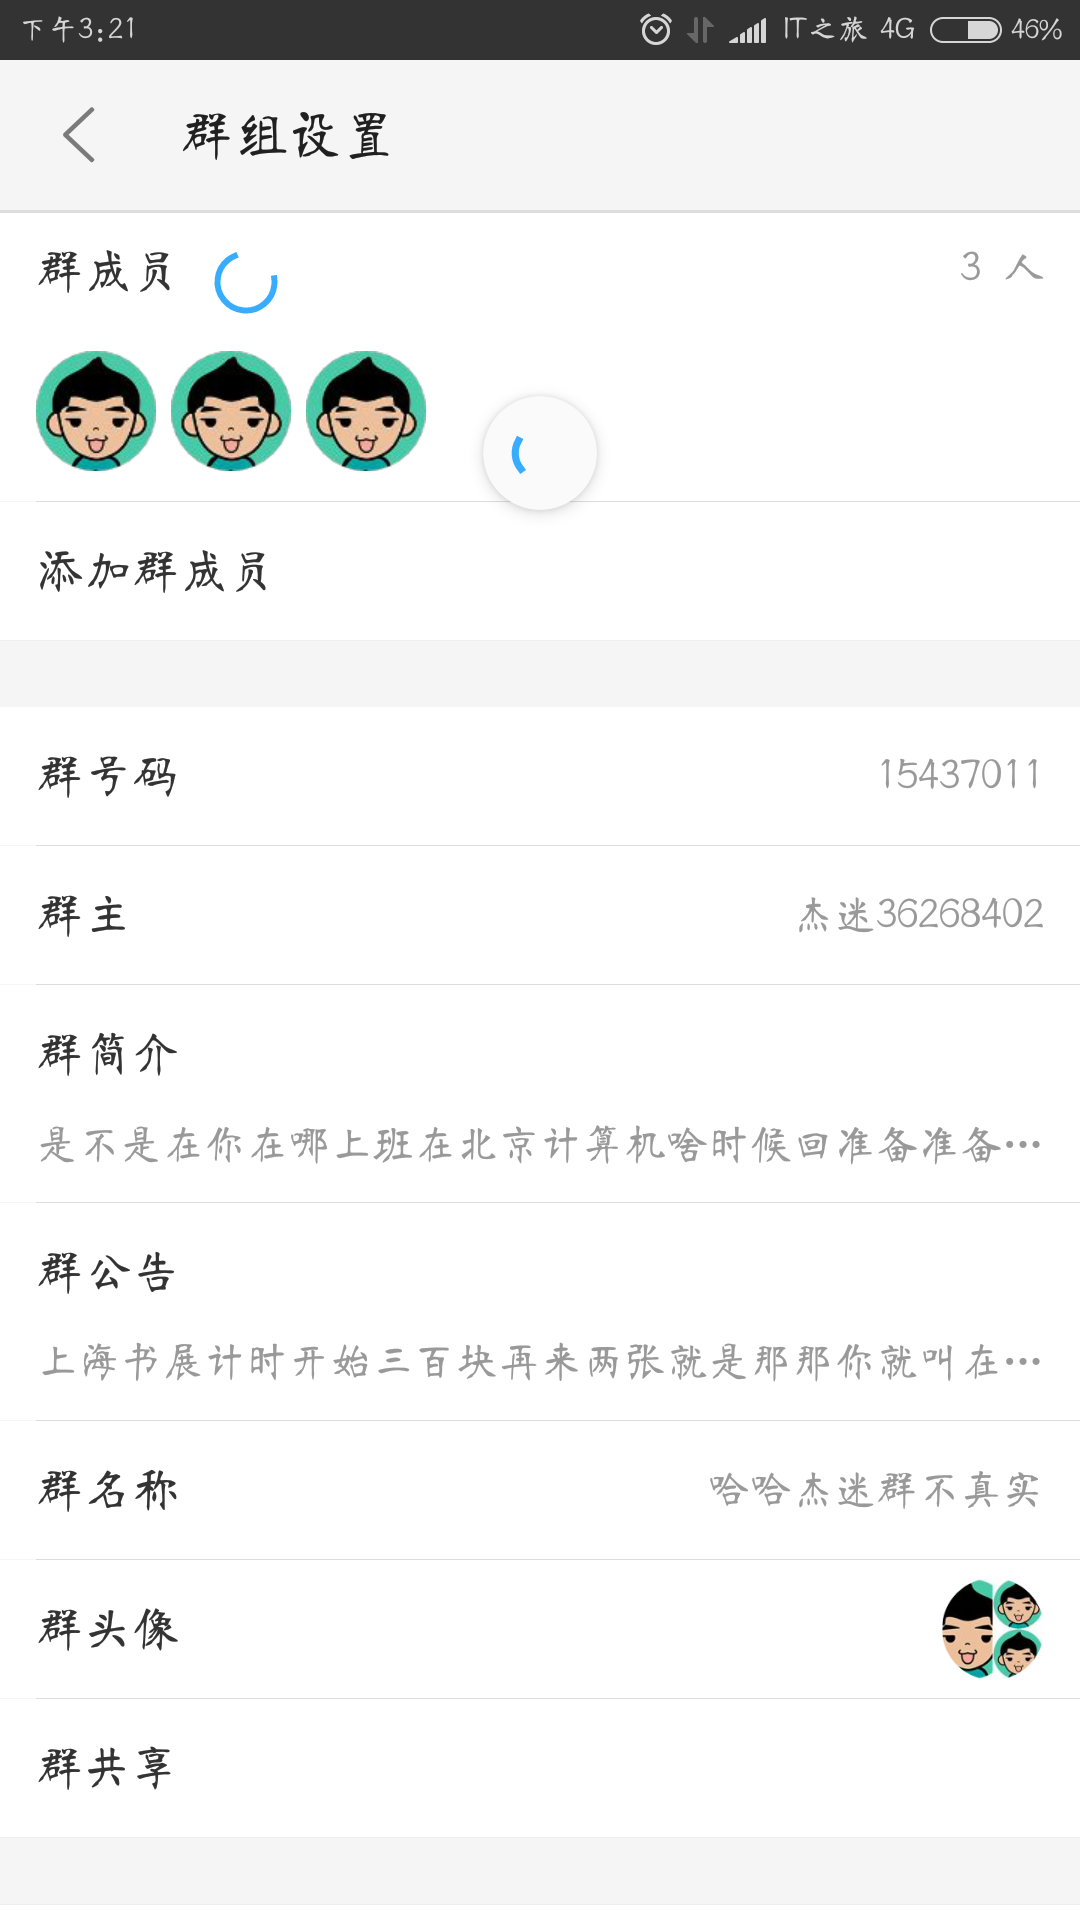 下午3:21 IT之旅 4G 46%
群组设置
群成员 3 人
添加群成员
群号码 15437011
群主 杰迷36268402
群简介
是不是在你在哪上班在北京计算机啥时候回准备准备…
群公告
上海书展计时开始三百块再来两张就是那那你就叫在…
群名称 哈哈杰迷群不真实
群头像
群共享